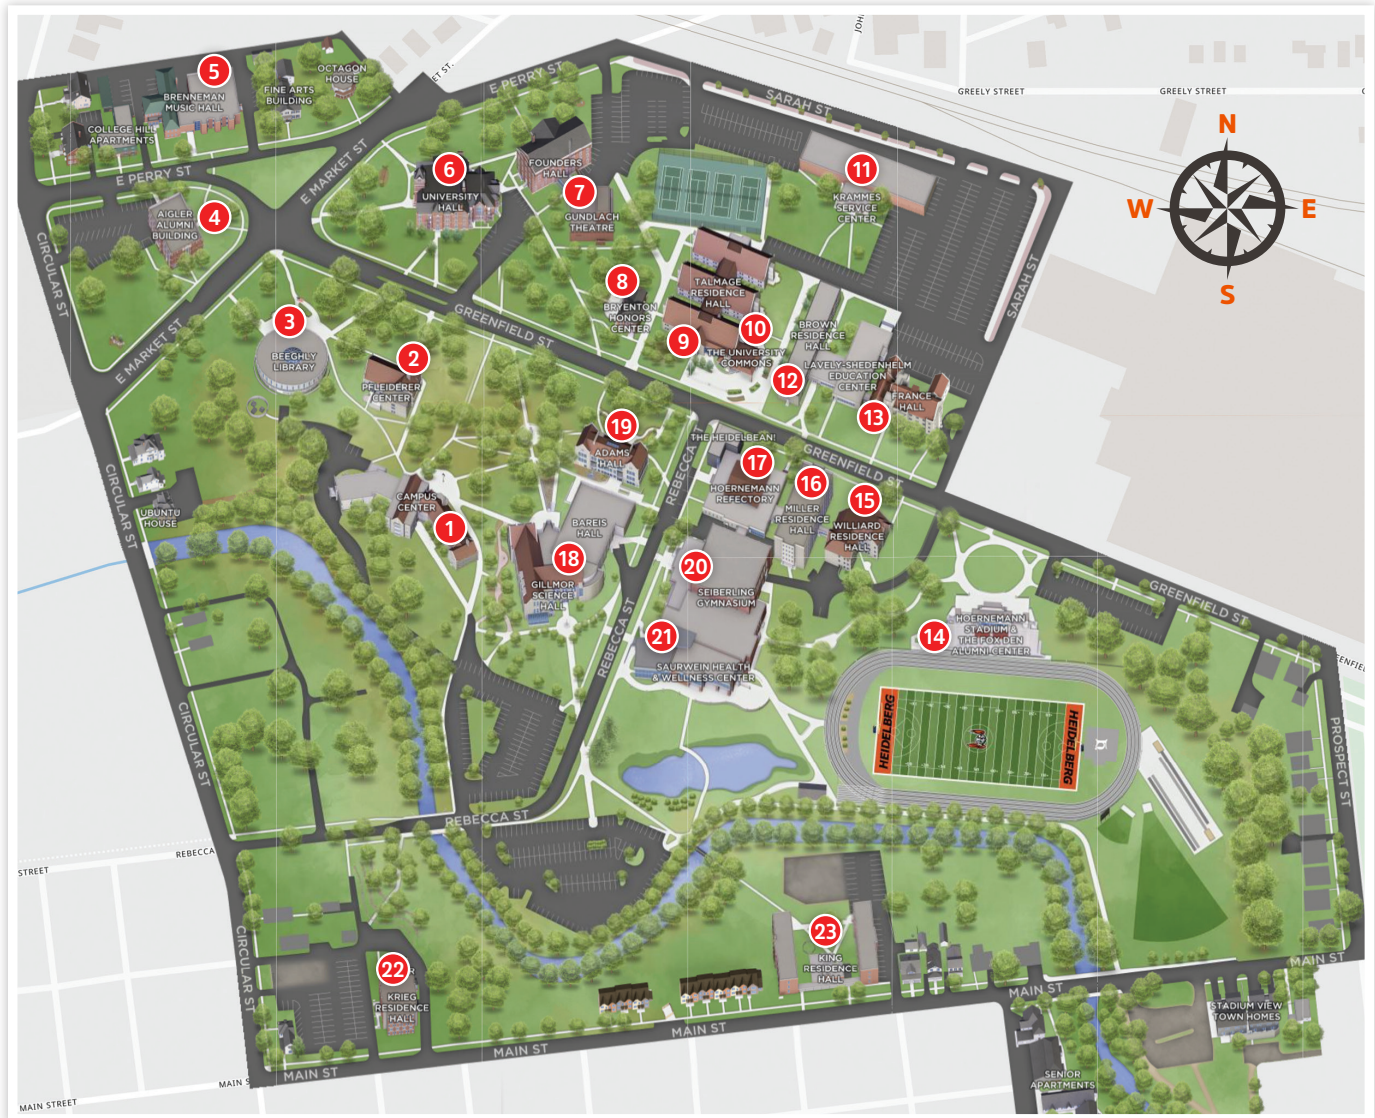 5
BRENNEMAN
MUSIC HALL
FINE ARTS
BUILDING
OCTAGON
HOUSE
COLLEGE HILL
APARTMENTS
E PERRY ST
E PERRY ST
E MARKET ST
SARAH ST
GREELY STREET
GREELY STREET
N
W
E
S
4
AIGLER
ALUMNI
BUILDING
CIRCULAR ST
6
UNIVERSITY
HALL
FOUNDERS
HALL
7
GUNDLACH
THEATRE
11
KRAMMES
SERVICE
CENTER
SARAH ST
8
BRYENTON
HONORS
CENTER
TALMAGE
RESIDENCE
HALL
9
10
THE UNIVERSITY
COMMONS
BROWN
RESIDENCE
HALL
12
LAVELY-SHEDENHELM
EDUCATION
CENTER
13
FRANCE
HALL
3
BEEGHLY
LIBRARY
E MARKET ST
GREENFIELD ST
2
PFLEIDERER
CENTER
19
ADAMS
HALL
THE HEIDELBEAN!
17
HOERNEMANN
REFECTORY
GREENFIELD ST
16
MILLER
RESIDENCE
HALL
15
WILLIARD
RESIDENCE
HALL
REBECCA ST
CIRCULAR ST
UBUNTU
HOUSE
CAMPUS
CENTER
1
BAREIS
HALL
18
GILLMOR
SCIENCE
HALL
20
SEIBERLING
GYMNASIUM
21
SAURWEIN HEALTH
& WELLNESS CENTER
REBECCA ST
14
HOERNEMANN
STADIUM &
THE FOX DEN
ALUMNI CENTER
GREENFIELD ST
HEIDELBERG
HEIDELBERG
PROSPECT ST
CIRCULAR ST
REBECCA ST
REBECCA
STREET
CIRCULAR ST
22
KRIEG
RESIDENCE
HALL
23
KING
RESIDENCE
HALL
MAIN ST
MAIN ST
STADIUM VIEW
TOWN HOMES
SENIOR
APARTMENTS
MAIN ST
MAIN ST
MAIN ST
MAIN STREET